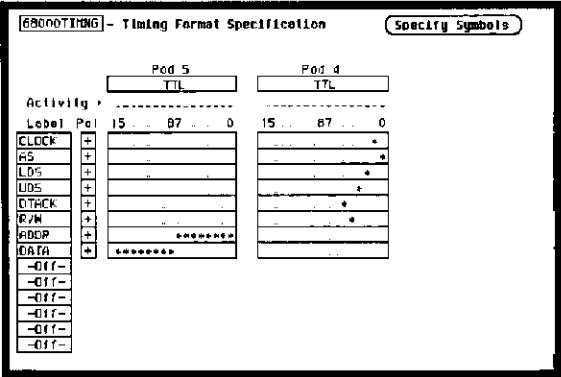 68000TIMNG - Timing Format Specification Specify Symbols
Pod 5 Pod 4
TTL TTL
Activity >
Label Pol 15 .. 87 .. 0 15 .. 87 .. 0
CLOCK + *
AS + *
LDS + *
UDS + *
DTACK + *
R/W + *
ADDR + ********
DATA + ********
-Off-
-Off-
-Off-
-Off-
-Off-
-Off-